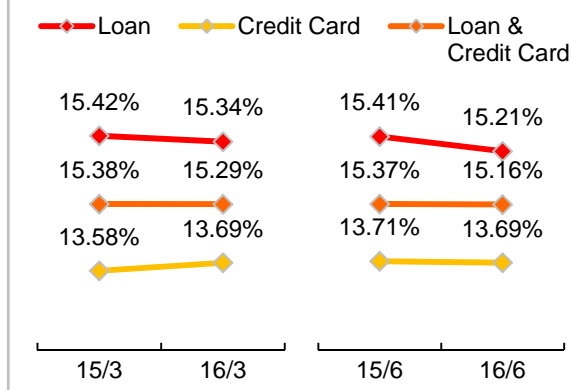 Loan Credit Card Loan &
Credit Card
15.42% 15.34% 15.41% 15.21%
15.38% 15.29% 15.37% 15.16%
13.58% 13.69% 13.71% 13.69%
15/3 16/3 15/6 16/6